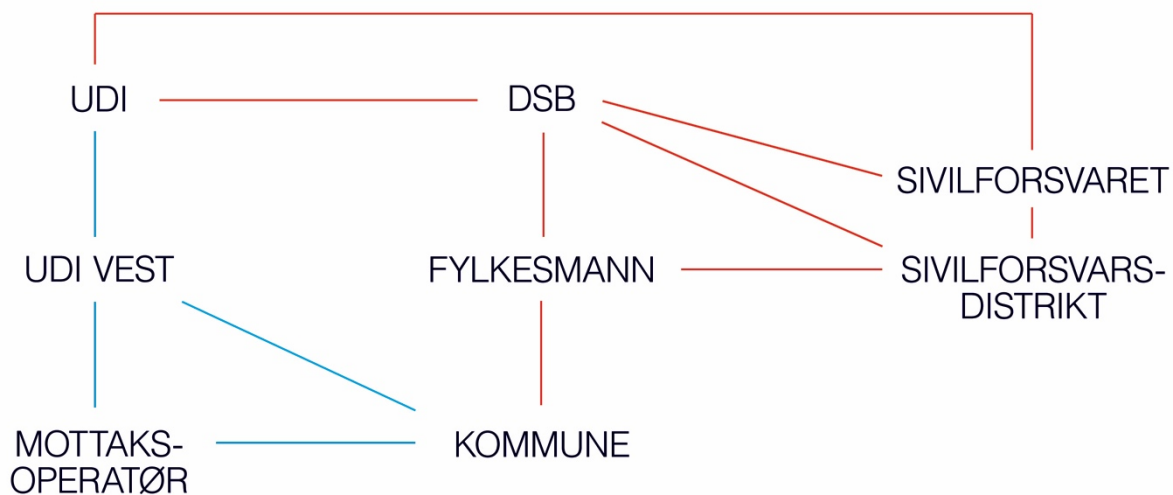 UDI
DSB
SIVILFORSVARET
UDI VEST
FYLKESMANN
SIVILFORSVARS-
DISTRIKT
MOTTAKS-
OPERATØR
KOMMUNE